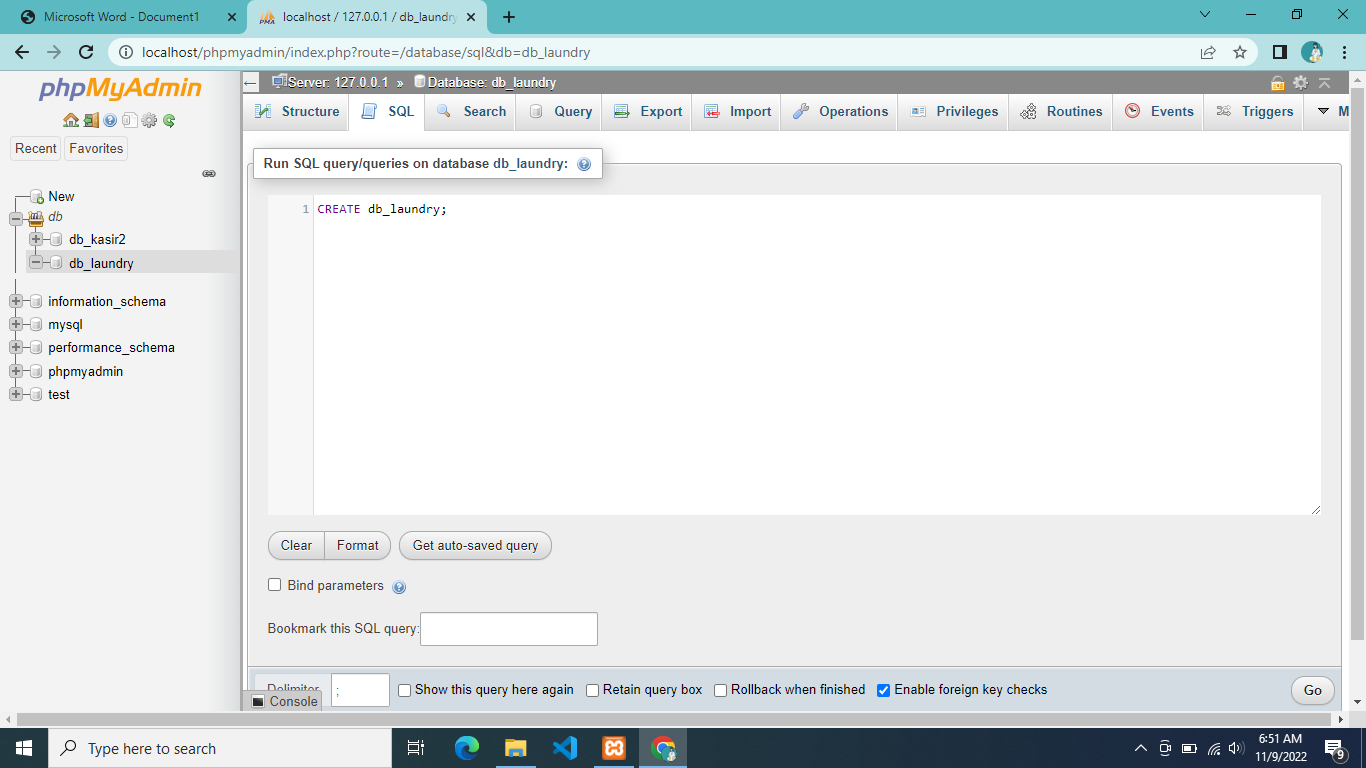 Microsoft Word - Document1
localhost / 127.0.0.1 / db_laundry
localhost/phpmyadmin/index.php?route=/database/sql&db=db_laundry
phpMyAdmin
Recent
Favorites
New
db
db_kasir2
db_laundry
information_schema
mysql
performance_schema
phpmyadmin
test
Server: 127.0.0.1 » Database: db_laundry
Structure
SQL
Search
Query
Export
Import
Operations
Privileges
Routines
Events
Triggers
M
Run SQL query/queries on database db_laundry:
1 CREATE db_laundry;
Clear
Format
Get auto-saved query
Bind parameters
Bookmark this SQL query:
Delimiter
;
Show this query here again
Retain query box
Rollback when finished
Enable foreign key checks
Go
Console
Type here to search
6:51 AM
11/9/2022
9